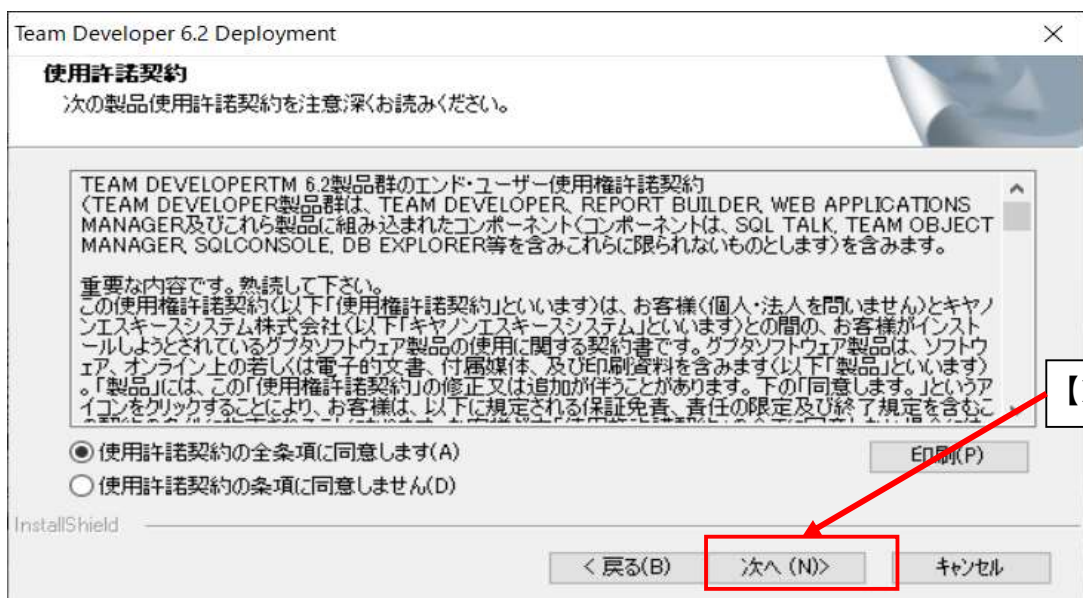 Team Developer 6.2 Deployment
使用許諾契約
次の製品使用許諾契約を注意深くお読みください。
TEAM DEVELOPERTM 6.2製品群のエンド・ユーザー使用権許諾契約
(TEAM DEVELOPER製品群は、TEAM DEVELOPER, REPORT BUILDER, WEB APPLICATIONS
MANAGER及びこれら製品に組み込まれたコンポーネント(コンポーネントは、SQL TALK, TEAM OBJECT
MANAGER, SQLCONSOLE, DB EXPLORER等を含みこれらに限られないものとします)を含みます。
重要な内容です。熟読して下さい。
この使用権許諾契約(以下「使用権許諾契約」といいます)は、お客様(個人・法人を問いません)とキヤノ
ンエスキースシステム株式会社(以下「キヤノンエスキースシステム」といいます)との間の、お客様がインスト
ールしようとされているグプタソフトウェア製品の使用に関する契約書です。グプタソフトウェア製品は、ソフトウ
ェア、オンライン上の若しくは電子的文書、付属媒体、及び印刷資料を含みます(以下「製品」といいます)
。「製品」には、この「使用権許諾契約」の修正又は追加が伴うことがあります。下の「同意します。」というア
イコンをクリックすることにより、お客様は、以下に規定される保証免責、責任の限定及び終了規定を含むこ
【
使用許諾契約の全条項に同意します(A)
印刷(P)
使用許諾契約の条項に同意しません(D)
InstallShield
< 戻る(B)
次へ (N)>
キャンセル